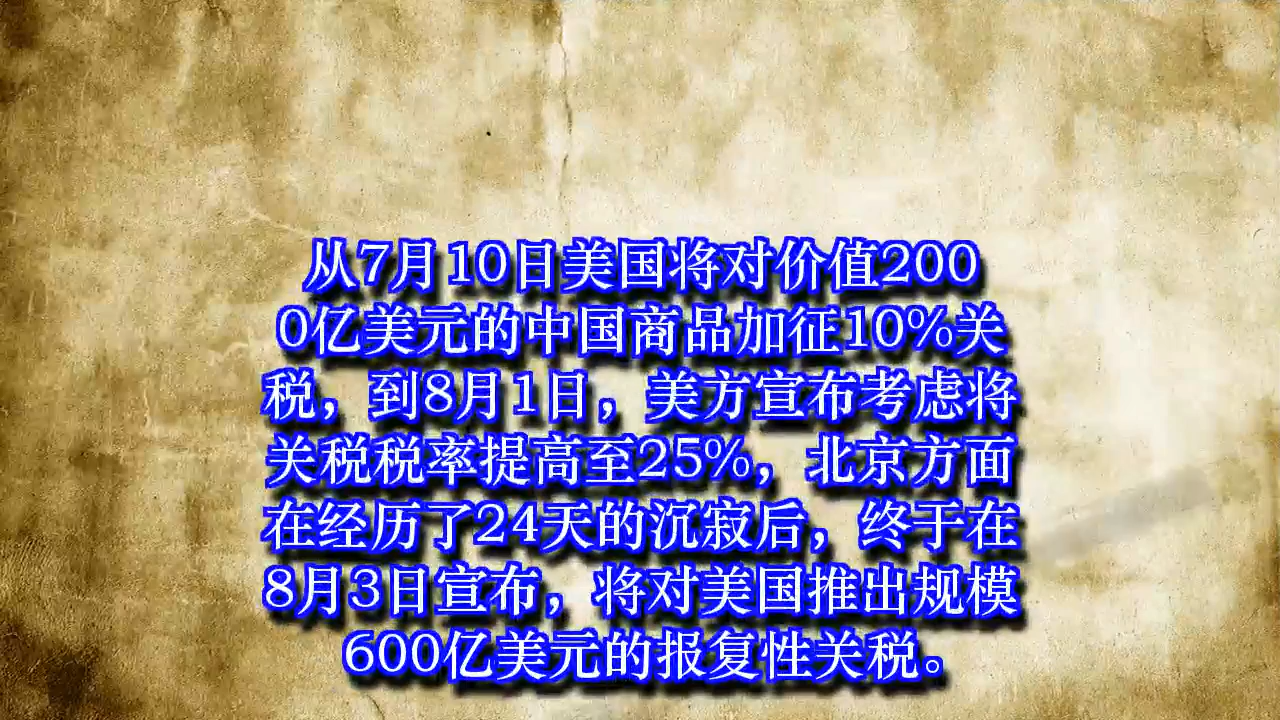 从7月10日美国将对价值200
0亿美元的中国商品加征10%关
税，到8月1日，美方宣布考虑将
关税税率提高至25%，北京方面
在经历了24天的沉寂后，终于在
8月3日宣布，将对美国推出规模
600亿美元的报复性关税。